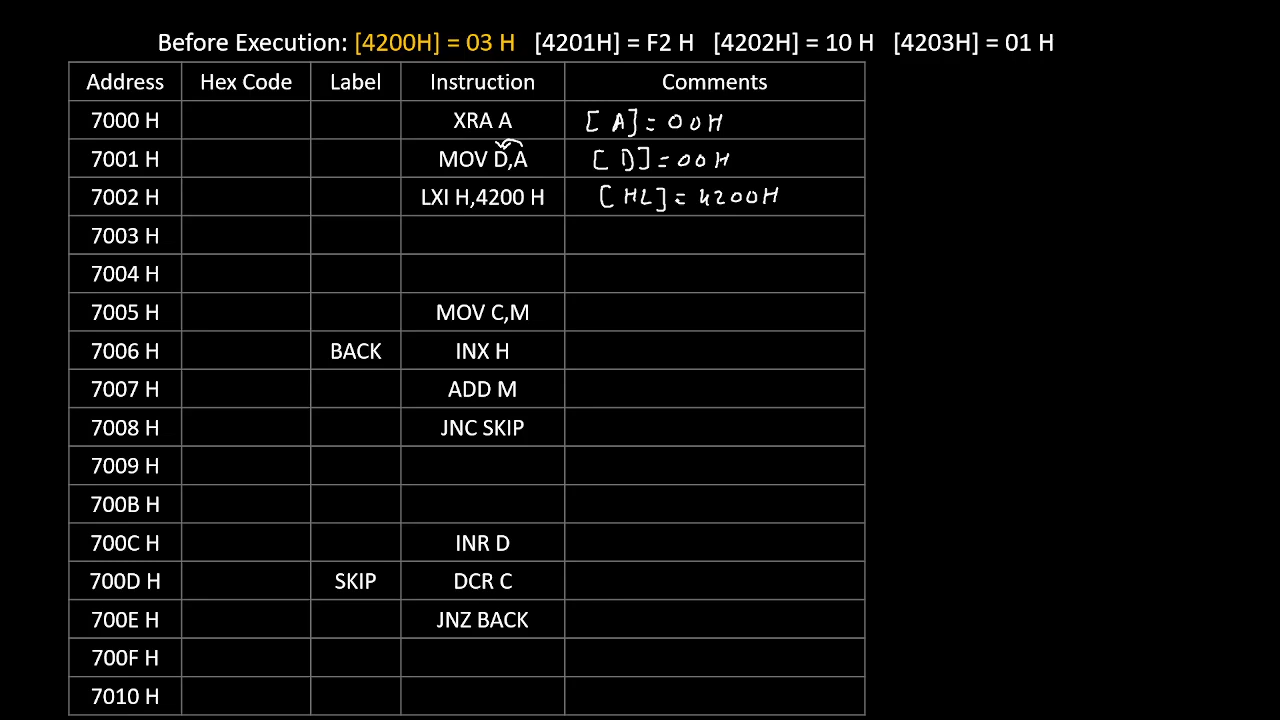 Before Execution: [4200H] = 03 H [4201H] = F2 H [4202H] = 10 H [4203H] = 01 H
Address Hex Code Label Instruction Comments
7000 H XRA A [A]=00H
7001 H MOV D,A [D]=00H
7002 H LXI H,4200 H [HL]=4200H
7003 H
7004 H
7005 H MOV C,M
7006 H BACK INX H
7007 H ADD M
7008 H JNC SKIP
7009 H
700B H
700C H INR D
700D H SKIP DCR C
700E H JNZ BACK
700F H
7010 H